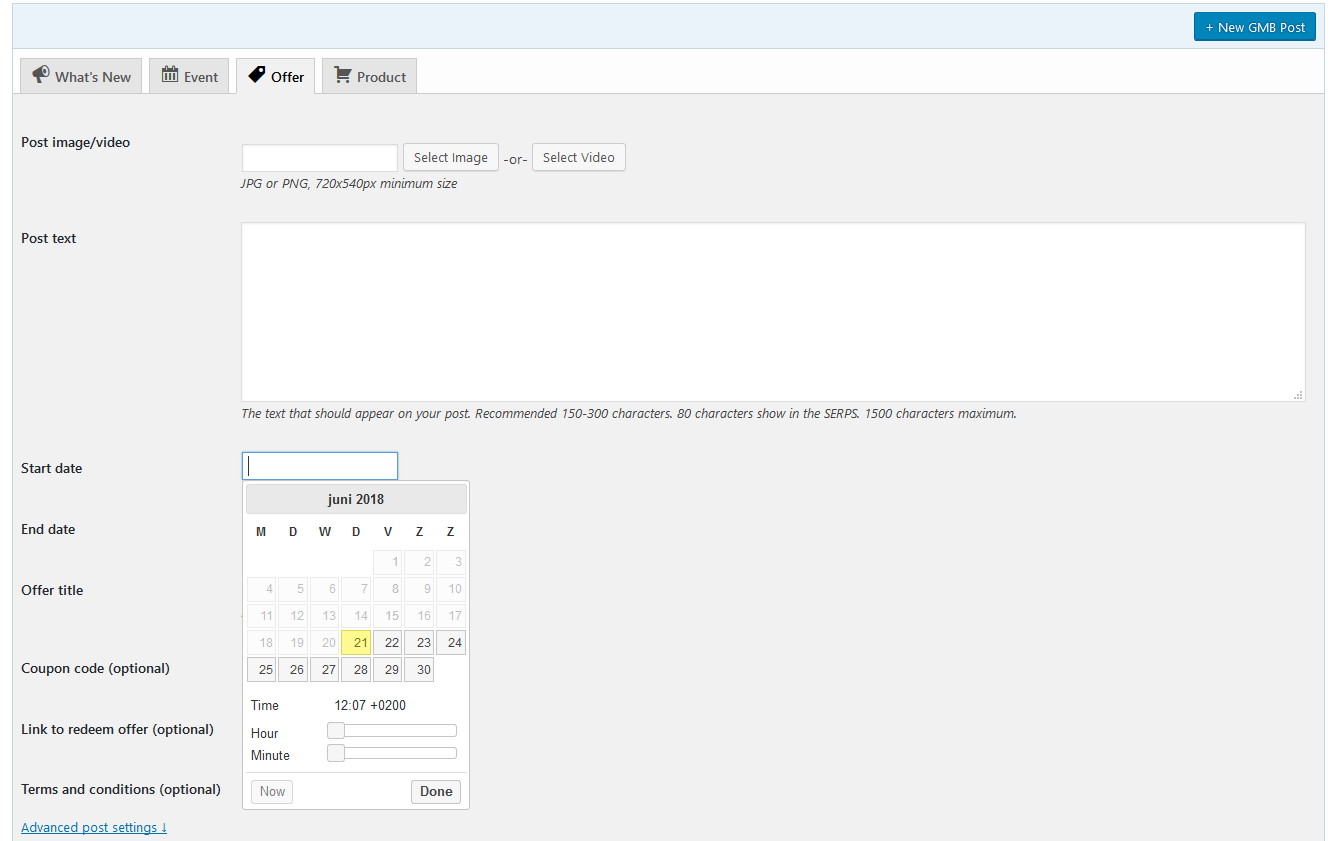 + New GMB Post
What's New Event Offer Product
Post image/video
Select Image -or- Select Video
JPG or PNG, 720x540px minimum size
Post text
The text that should appear on your post. Recommended 150-300 characters. 80 characters show in the SERPS. 1500 characters maximum.
Start date
End date
Offer title
Coupon code (optional)
Link to redeem offer (optional)
Terms and conditions (optional)
Advanced post settings ↓
juni 2018
M D W D V Z Z
1 2 3
4 5 6 7 8 9 10
11 12 13 14 15 16 17
18 19 20 21 22 23 24
25 26 27 28 29 30
Time 12:07 +0200
Hour
Minute
Now Done